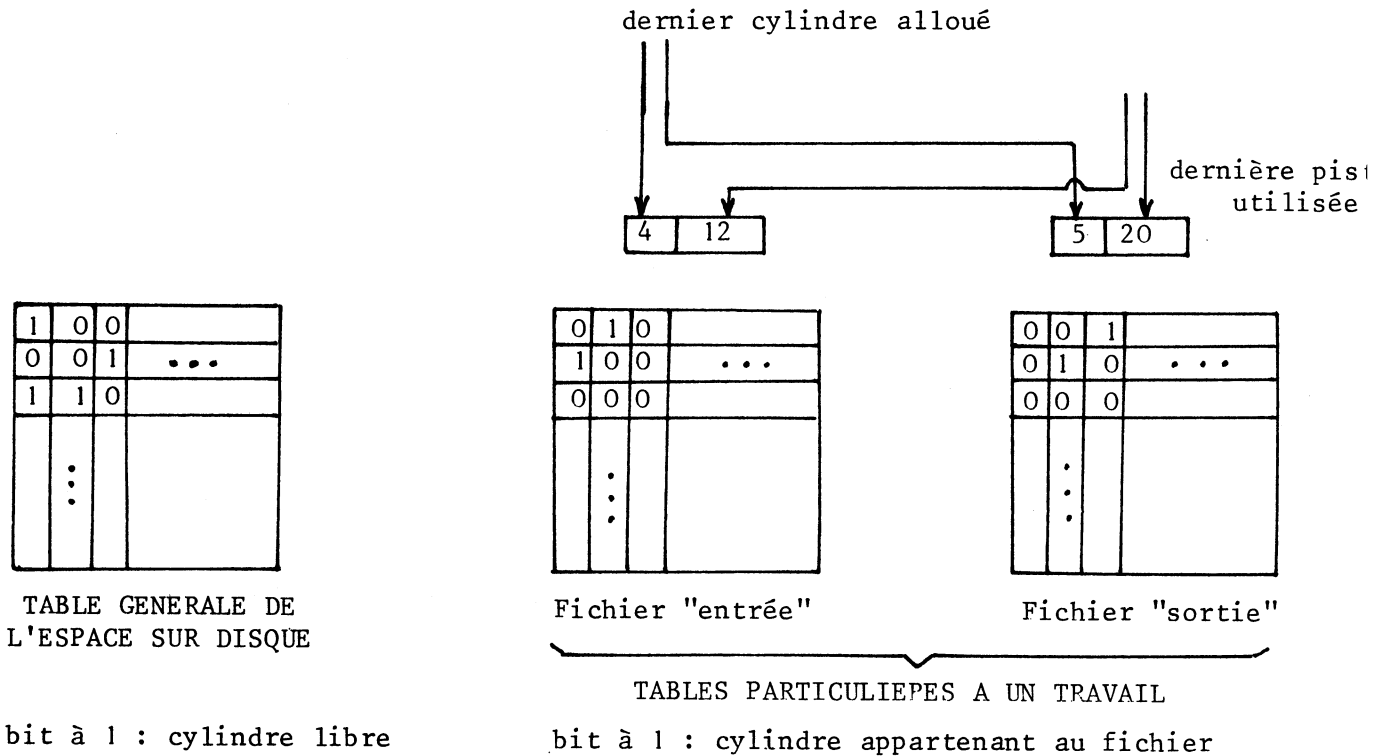 dernier cylindre alloué
dernière
utilisée
4 12
5 20
1 0 0
0 0 1 ...
1 1 0
0 1 0
1 0 0 ...
0 0 0
0 0 1
0 1 0 ...
0 0 0
TABLE GENERALE DE
L'ESPACE SUR DISQUE
Fichier "entrée"
Fichier "sortie"
TABLES PARTICULIEPES A UN TRAVAIL
bit à 1 : cylindre libre
bit à 1 : cylindre appartenant au fichier